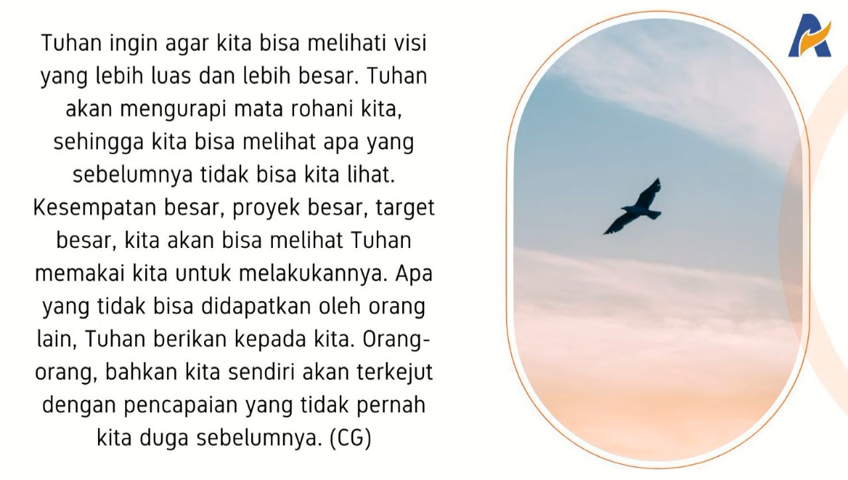 Tuhan ingin agar kita bisa melihati visi
yang lebih luas dan lebih besar. Tuhan
akan mengurapi mata rohani kita,
sehingga kita bisa melihat apa yang
sebelumnya tidak bisa kita lihat.
Kesempatan besar, proyek besar, target
besar, kita akan bisa melihat Tuhan
memakai kita untuk melakukannya. Apa
yang tidak bisa didapatkan oleh orang
lain, Tuhan berikan kepada kita. Orang-
orang, bahkan kita sendiri akan terkejut
dengan pencapaian yang tidak pernah
kita duga sebelumnya. (CG)